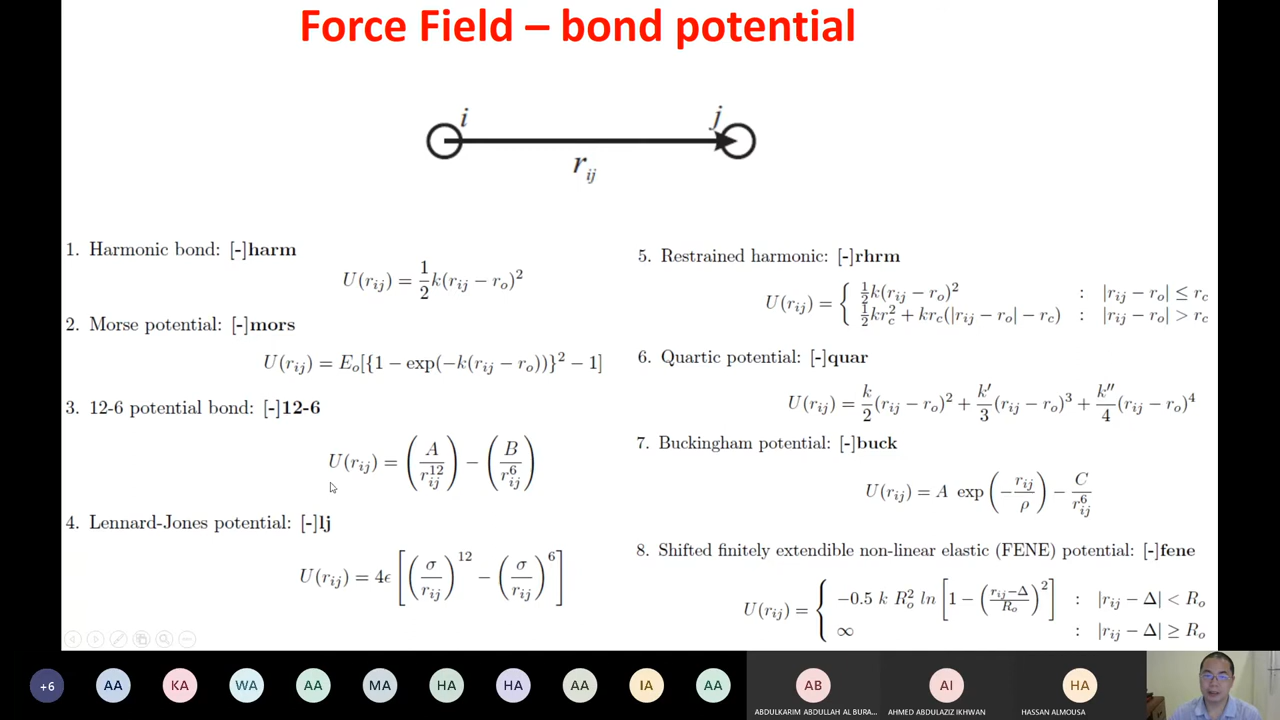 Force Field – bond potential
i
j
r_ij
1. Harmonic bond: [-]harm
U(r_ij) = 1/2 k(r_ij − r_o)^2
2. Morse potential: [-]mors
U(r_ij) = E_o[{1 − exp(−k(r_ij − r_o))}^2 − 1]
3. 12-6 potential bond: [-]12-6
U(r_ij) = (A/r_ij^12) − (B/r_ij^6)
4. Lennard-Jones potential: [-]lj
U(r_ij) = 4ϵ[(σ/r_ij)^12 − (σ/r_ij)^6]
5. Restrained harmonic: [-]rhrm
U(r_ij) = { 1/2 k(r_ij − r_o)^2 : |r_ij − r_o| ≤ r_c
1/2 kr_c^2 + kr_c(|r_ij − r_o| − r_c) : |r_ij − r_o| > r_c
6. Quartic potential: [-]quar
U(r_ij) = k/2 (r_ij − r_o)^2 + k′/3 (r_ij − r_o)^3 + k″/4 (r_ij − r_o)^4
7. Buckingham potential: [-]buck
U(r_ij) = A exp(−r_ij/ρ) − C/r_ij^6
8. Shifted finitely extendible non-linear elastic (FENE) potential: [-]fene
U(r_ij) = { −0.5 k R_o^2 ln[1 − ((r_ij−Δ)/R_o)^2] : |r_ij − Δ| < R_o
∞ : |r_ij − Δ| ≥ R_o
+6 AA KA WA AA MA HA HA AA IA AA AB AI HA
ABDULKARIM ABDULLAH AL BURA... AHMED ABDULAZIZ IKHWAN HASSAN ALMOUSA